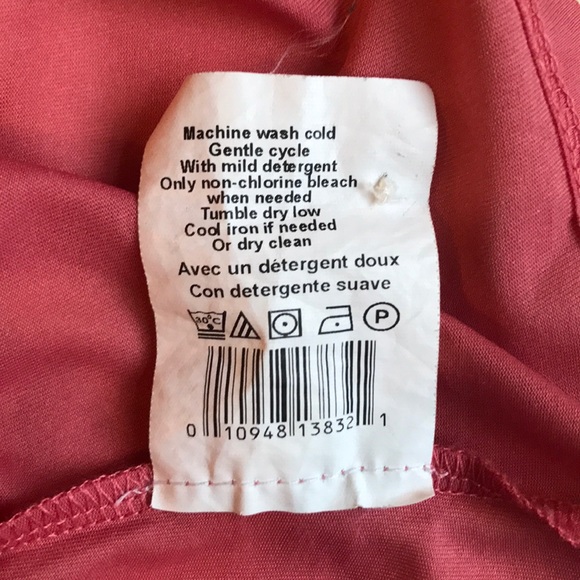 Machine wash cold
Gentle cycle
With mild detergent
Only non-chlorine bleach
when needed
Tumble dry low
Cool iron if needed
Or dry clean
Avec un détergent doux
Con detergente suave
30°C P
0 10948 13832 1